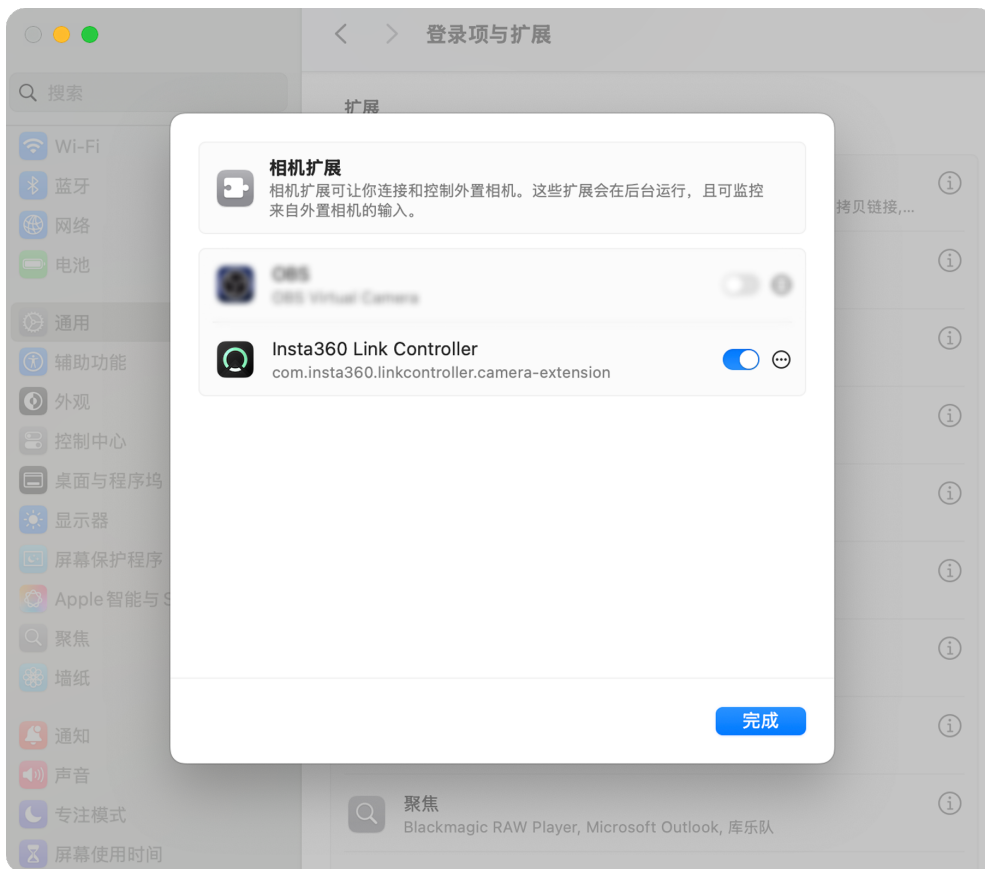 登录项与扩展
搜索
扩展
Wi-Fi
蓝牙
网络
电池
通用
辅助功能
外观
控制中心
桌面与程序坞
显示器
屏幕保护程序
Apple 智能与 S
聚焦
墙纸
通知
声音
专注模式
屏幕使用时间
拷贝链接,...
相机扩展
相机扩展可让你连接和控制外置相机。这些扩展会在后台运行，且可监控
来自外置相机的输入。
OBS
OBS Virtual Camera
Insta360 Link Controller
com.insta360.linkcontroller.camera-extension
完成
聚焦
Blackmagic RAW Player, Microsoft Outlook, 库乐队